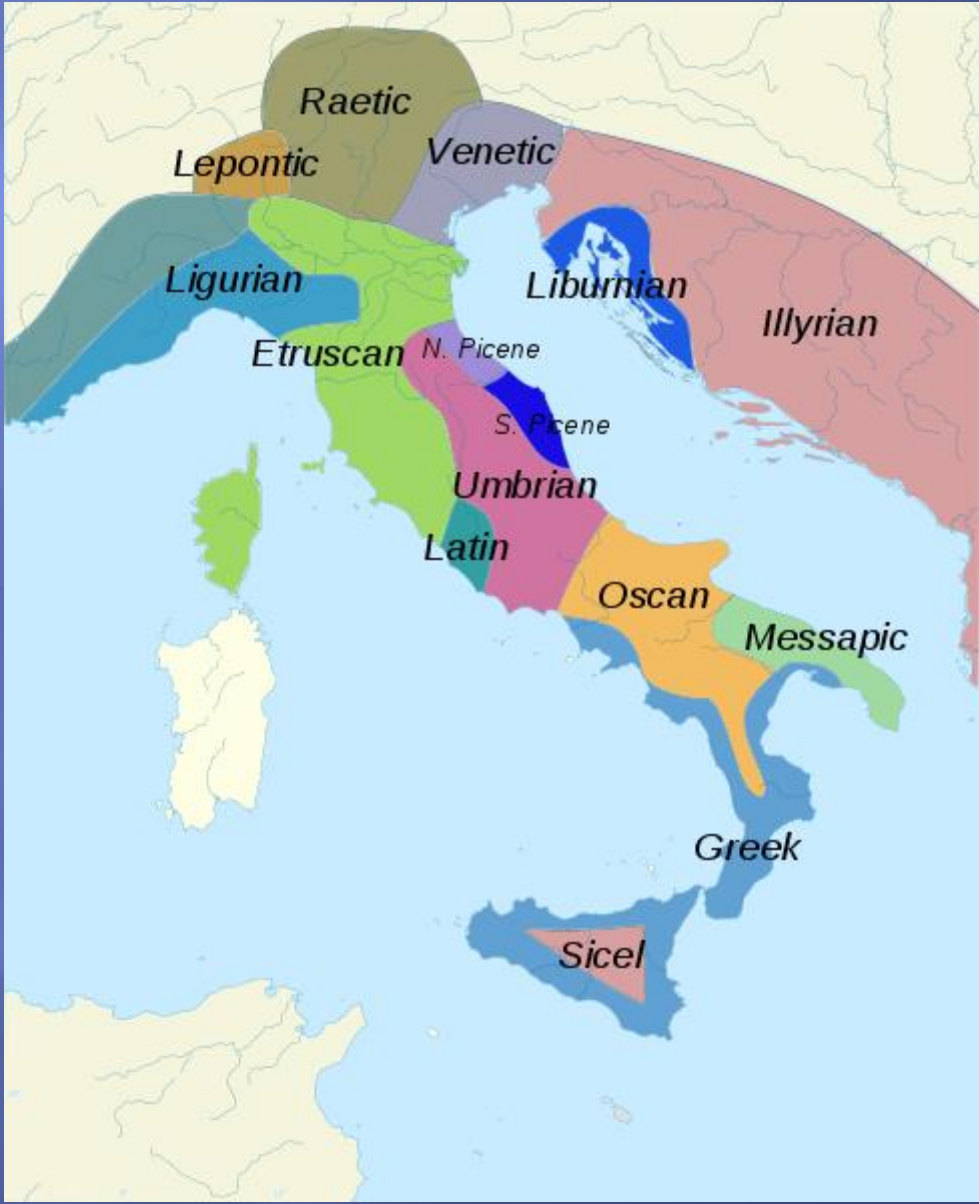 Raetic
Lepontic
Venetic
Ligurian
Liburnian
Illyrian
Etruscan
N. Picene
S. Picene
Umbrian
Latin
Oscan
Messapic
Greek
Sicel